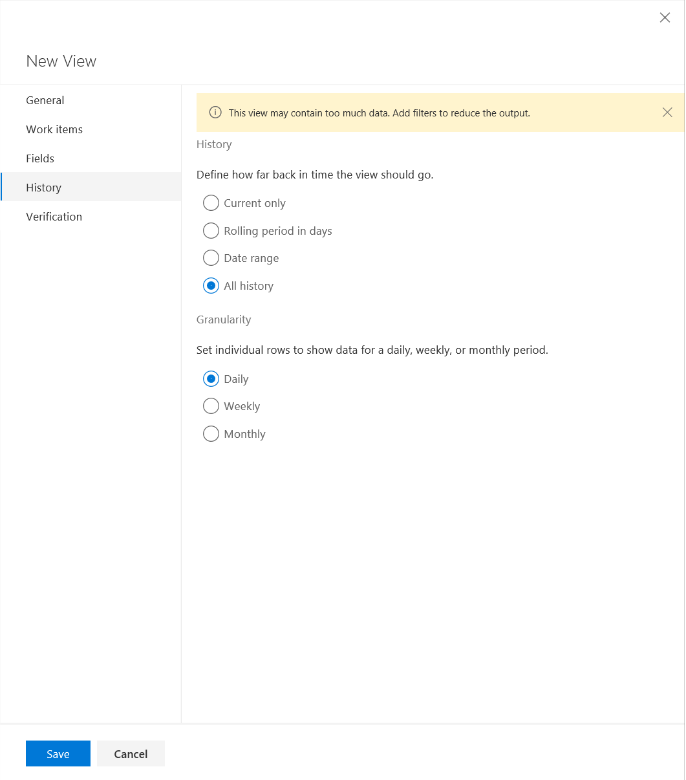 New View
General
Work items
Fields
History
Verification
This view may contain too much data. Add filters to reduce the output.
History
Define how far back in time the view should go.
Current only
Rolling period in days
Date range
All history
Granularity
Set individual rows to show data for a daily, weekly, or monthly period.
Daily
Weekly
Monthly
Save
Cancel